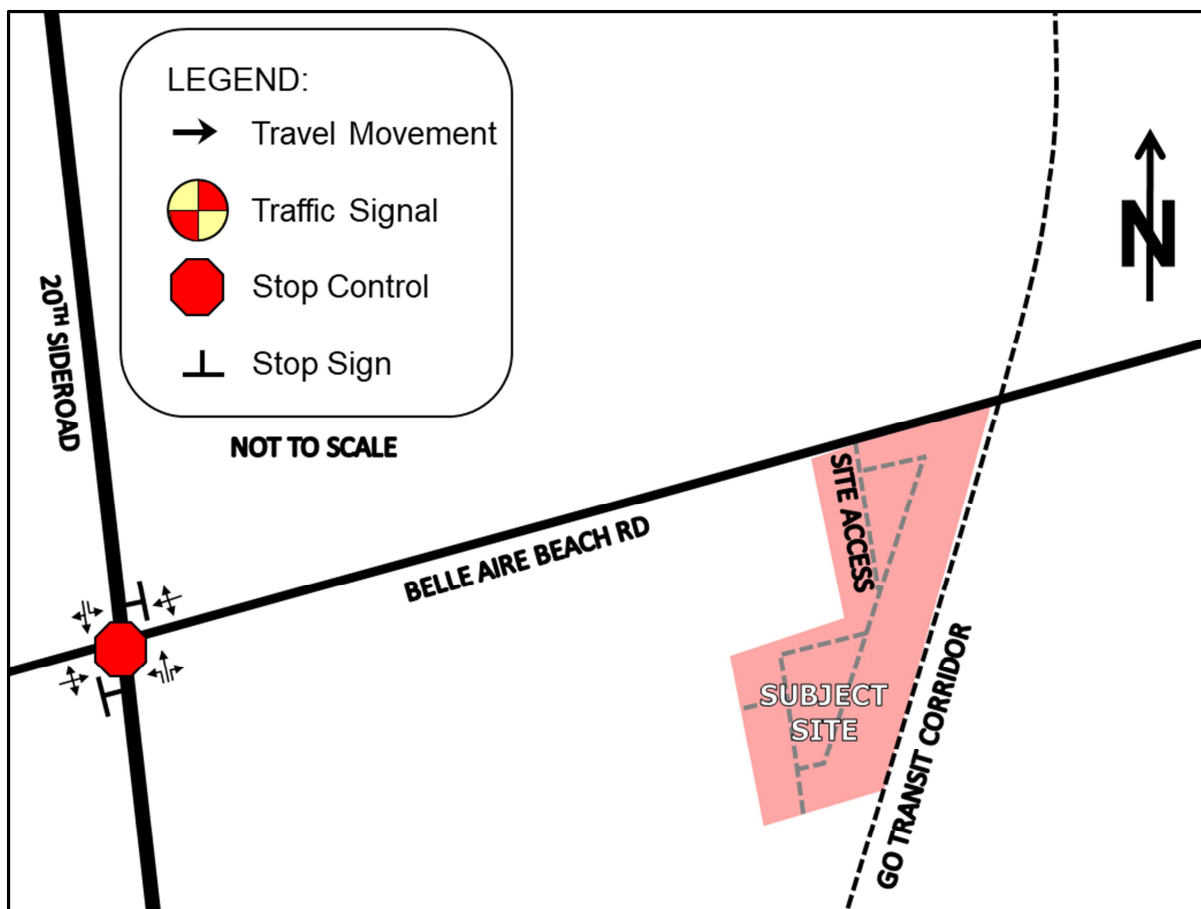 LEGEND:
Travel Movement
Traffic Signal
Stop Control
Stop Sign
NOT TO SCALE
N
20TH SIDEROAD
BELLE AIRE BEACH RD
SITE ACCESS
SUBJECT
SITE
GO TRANSIT CORRIDOR